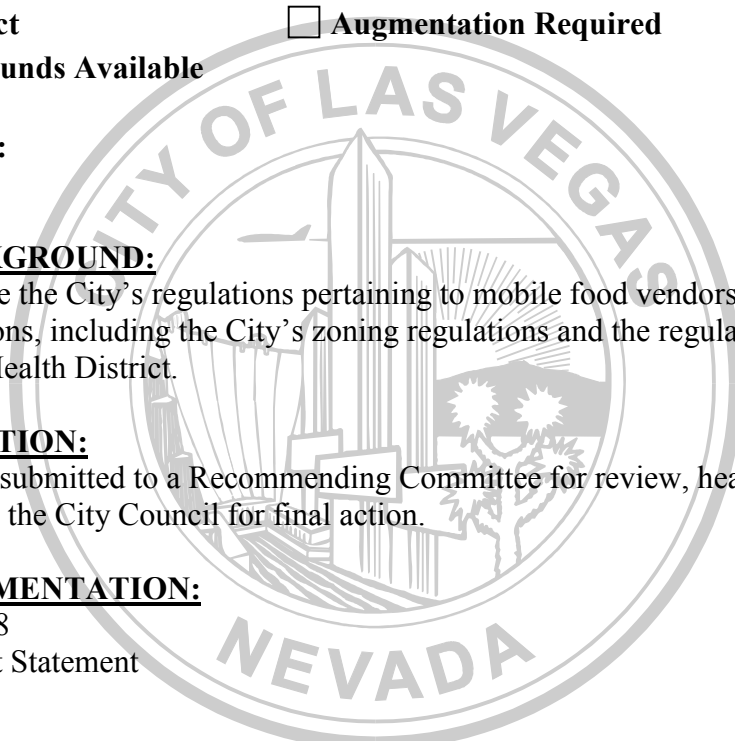 ct ☐ Augmentation Required
unds Available
:
KGROUND:
e the City’s regulations pertaining to mobile food vendors
ons, including the City’s zoning regulations and the regula
Health District.
TION:
submitted to a Recommending Committee for review, hea
the City Council for final action.
MENTATION:
8
t Statement
CITY OF LAS VEGAS
NEVADA